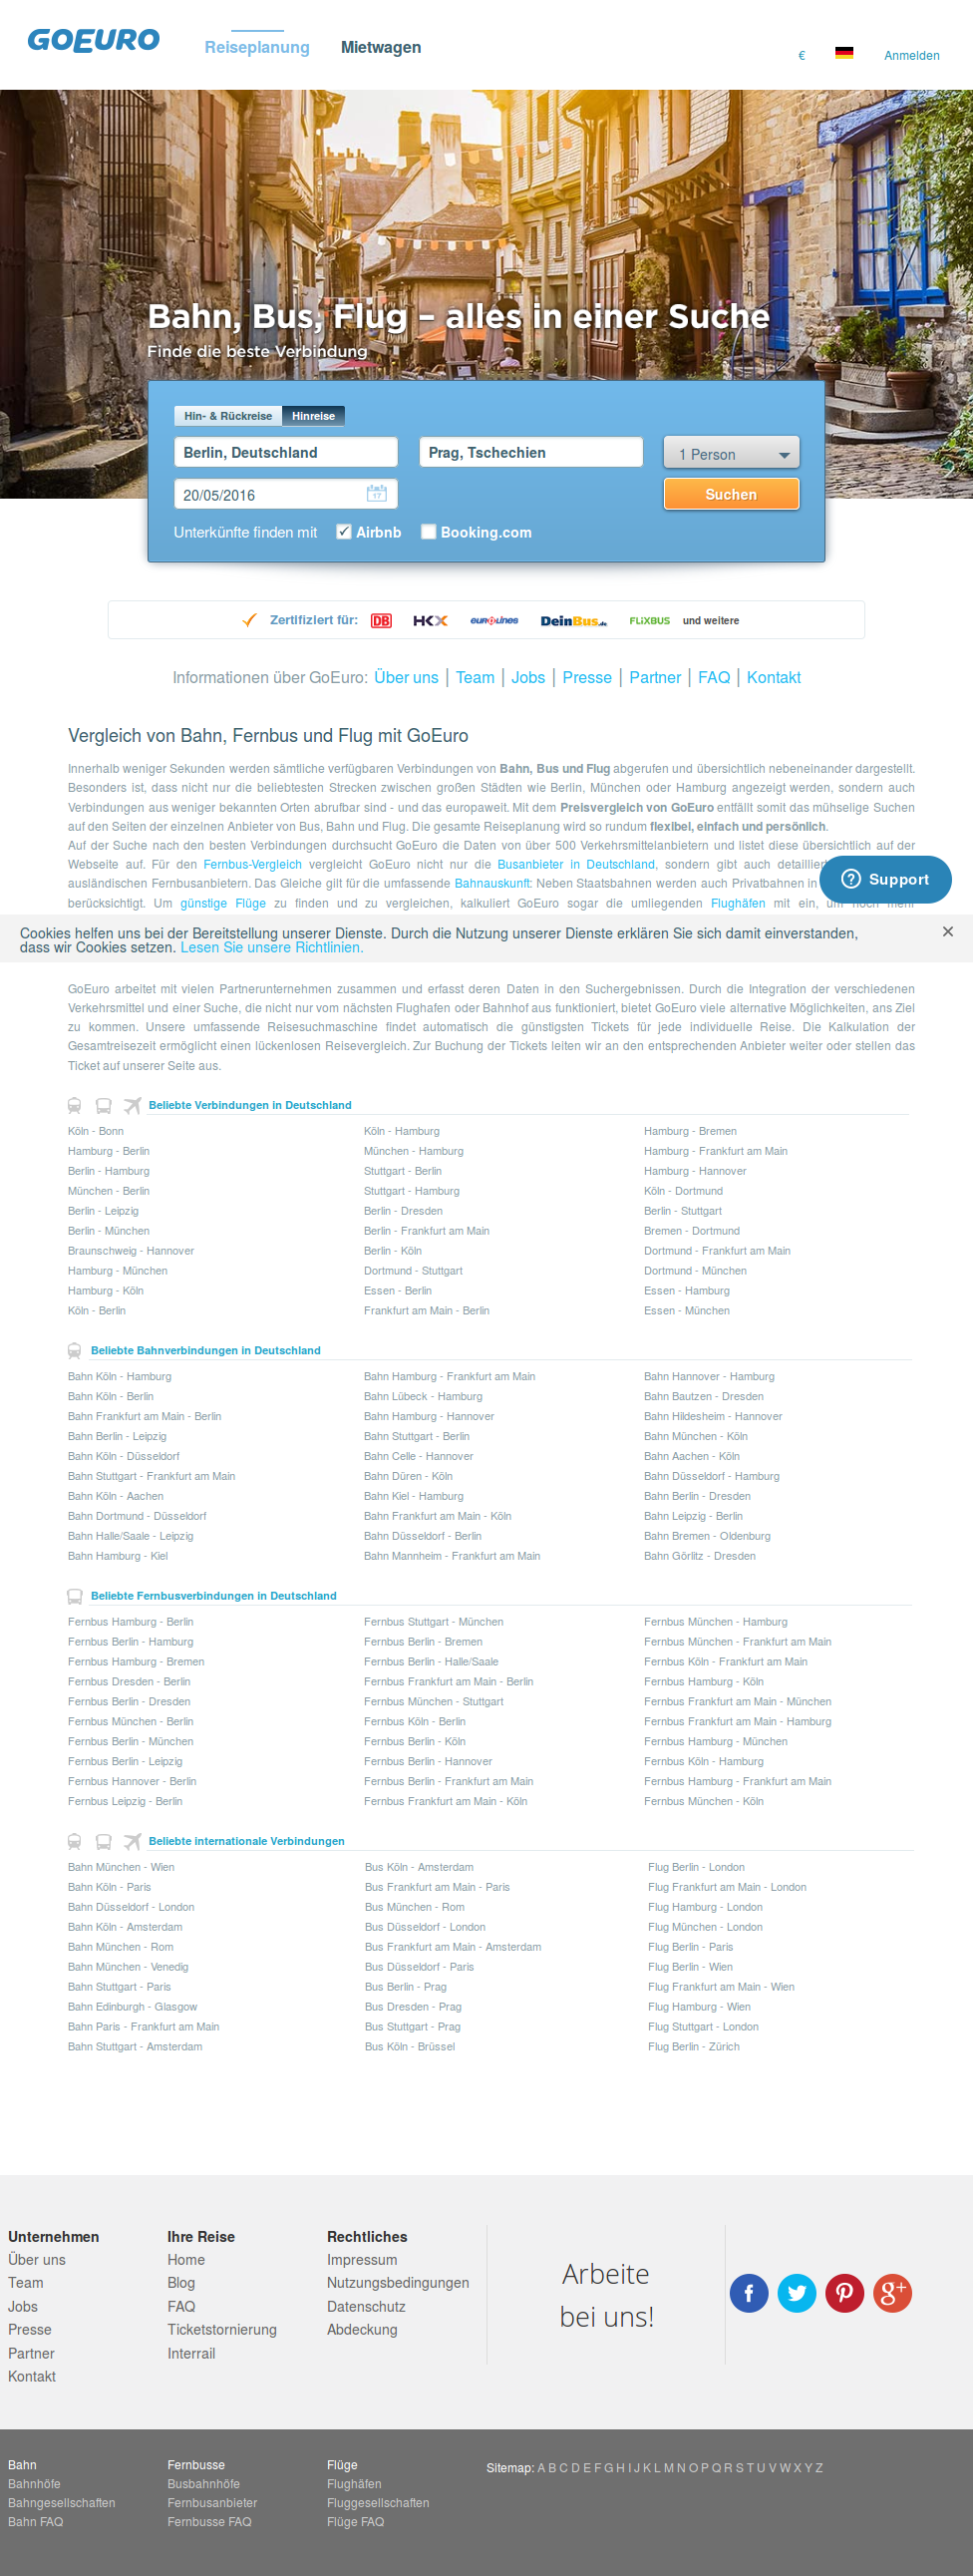 GOEURO
Reiseplanung
Mietwagen
€
Anmelden
Bahn, Bus, Flug – alles in einer Suche
Finde die beste Verbindung
Hin- & Rückreise
Hinreise
Berlin, Deutschland
Prag, Tschechien
1 Person
20/05/2016
17
Suchen
Unterkünfte finden mit
Airbnb
Booking.com
Zertifiziert für:
DB
HKX
eurolines
DeinBus.de
FLiXBUS
und weitere
Informationen über GoEuro: Über uns | Team | Jobs | Presse | Partner | FAQ | Kontakt
Vergleich von Bahn, Fernbus und Flug mit GoEuro
Innerhalb weniger Sekunden werden sämtliche verfügbaren Verbindungen von Bahn, Bus und Flug abgerufen und übersichtlich nebeneinander dargestellt.
Besonders ist, dass nicht nur die beliebtesten Strecken zwischen großen Städten wie Berlin, München oder Hamburg angezeigt werden, sondern auch
Verbindungen aus weniger bekannten Orten abrufbar sind - und das europaweit. Mit dem Preisvergleich von GoEuro entfällt somit das mühselige Suchen
auf den Seiten der einzelnen Anbieter von Bus, Bahn und Flug. Die gesamte Reiseplanung wird so rundum flexibel, einfach und persönlich.
Auf der Suche nach den besten Verbindungen durchsucht GoEuro die Daten von über 500 Verkehrsmittelanbietern und listet diese übersichtlich auf der
Webseite auf. Für den Fernbus-Vergleich vergleicht GoEuro nicht nur die Busanbieter in Deutschland, sondern gibt auch detailliert
ausländischen Fernbusanbietern. Das Gleiche gilt für die umfassende Bahnauskunft: Neben Staatsbahnen werden auch Privatbahnen in
berücksichtigt. Um günstige Flüge zu finden und zu vergleichen, kalkuliert GoEuro sogar die umliegenden Flughäfen mit ein, um noch mehr
Support
Cookies helfen uns bei der Bereitstellung unserer Dienste. Durch die Nutzung unserer Dienste erklären Sie sich damit einverstanden,
dass wir Cookies setzen. Lesen Sie unsere Richtlinien.
GoEuro arbeitet mit vielen Partnerunternehmen zusammen und erfasst deren Daten in den Suchergebnissen. Durch die Integration der verschiedenen
Verkehrsmittel und einer Suche, die nicht nur vom nächsten Flughafen oder Bahnhof aus funktioniert, bietet GoEuro viele alternative Möglichkeiten, ans Ziel
zu kommen. Unsere umfassende Reisesuchmaschine findet automatisch die günstigsten Tickets für jede individuelle Reise. Die Kalkulation der
Gesamtreisezeit ermöglicht einen lückenlosen Reisevergleich. Zur Buchung der Tickets leiten wir an den entsprechenden Anbieter weiter oder stellen das
Ticket auf unserer Seite aus.
Beliebte Verbindungen in Deutschland
Köln - Bonn
Hamburg - Berlin
Berlin - Hamburg
München - Berlin
Berlin - Leipzig
Berlin - München
Braunschweig - Hannover
Hamburg - München
Hamburg - Köln
Köln - Berlin
Köln - Hamburg
München - Hamburg
Stuttgart - Berlin
Stuttgart - Hamburg
Berlin - Dresden
Berlin - Frankfurt am Main
Berlin - Köln
Dortmund - Stuttgart
Essen - Berlin
Frankfurt am Main - Berlin
Hamburg - Bremen
Hamburg - Frankfurt am Main
Hamburg - Hannover
Köln - Dortmund
Berlin - Stuttgart
Bremen - Dortmund
Dortmund - Frankfurt am Main
Dortmund - München
Essen - Hamburg
Essen - München
Beliebte Bahnverbindungen in Deutschland
Bahn Köln - Hamburg
Bahn Köln - Berlin
Bahn Frankfurt am Main - Berlin
Bahn Berlin - Leipzig
Bahn Köln - Düsseldorf
Bahn Stuttgart - Frankfurt am Main
Bahn Köln - Aachen
Bahn Dortmund - Düsseldorf
Bahn Halle/Saale - Leipzig
Bahn Hamburg - Kiel
Bahn Hamburg - Frankfurt am Main
Bahn Lübeck - Hamburg
Bahn Hamburg - Hannover
Bahn Stuttgart - Berlin
Bahn Celle - Hannover
Bahn Düren - Köln
Bahn Kiel - Hamburg
Bahn Frankfurt am Main - Köln
Bahn Düsseldorf - Berlin
Bahn Mannheim - Frankfurt am Main
Bahn Hannover - Hamburg
Bahn Bautzen - Dresden
Bahn Hildesheim - Hannover
Bahn München - Köln
Bahn Aachen - Köln
Bahn Düsseldorf - Hamburg
Bahn Berlin - Dresden
Bahn Leipzig - Berlin
Bahn Bremen - Oldenburg
Bahn Görlitz - Dresden
Beliebte Fernbusverbindungen in Deutschland
Fernbus Hamburg - Berlin
Fernbus Berlin - Hamburg
Fernbus Hamburg - Bremen
Fernbus Dresden - Berlin
Fernbus Berlin - Dresden
Fernbus München - Berlin
Fernbus Berlin - München
Fernbus Berlin - Leipzig
Fernbus Hannover - Berlin
Fernbus Leipzig - Berlin
Fernbus Stuttgart - München
Fernbus Berlin - Bremen
Fernbus Berlin - Halle/Saale
Fernbus Frankfurt am Main - Berlin
Fernbus München - Stuttgart
Fernbus Köln - Berlin
Fernbus Berlin - Köln
Fernbus Berlin - Hannover
Fernbus Berlin - Frankfurt am Main
Fernbus Frankfurt am Main - Köln
Fernbus München - Hamburg
Fernbus München - Frankfurt am Main
Fernbus Köln - Frankfurt am Main
Fernbus Hamburg - Köln
Fernbus Frankfurt am Main - München
Fernbus Frankfurt am Main - Hamburg
Fernbus Hamburg - München
Fernbus Köln - Hamburg
Fernbus Hamburg - Frankfurt am Main
Fernbus München - Köln
Beliebte internationale Verbindungen
Bahn München - Wien
Bahn Köln - Paris
Bahn Düsseldorf - London
Bahn Köln - Amsterdam
Bahn München - Rom
Bahn München - Venedig
Bahn Stuttgart - Paris
Bahn Edinburgh - Glasgow
Bahn Paris - Frankfurt am Main
Bahn Stuttgart - Amsterdam
Bus Köln - Amsterdam
Bus Frankfurt am Main - Paris
Bus München - Rom
Bus Düsseldorf - London
Bus Frankfurt am Main - Amsterdam
Bus Düsseldorf - Paris
Bus Berlin - Prag
Bus Dresden - Prag
Bus Stuttgart - Prag
Bus Köln - Brüssel
Flug Berlin - London
Flug Frankfurt am Main - London
Flug Hamburg - London
Flug München - London
Flug Berlin - Paris
Flug Berlin - Wien
Flug Frankfurt am Main - Wien
Flug Hamburg - Wien
Flug Stuttgart - London
Flug Berlin - Zürich
Unternehmen
Über uns
Team
Jobs
Presse
Partner
Kontakt
Ihre Reise
Home
Blog
FAQ
Ticketstornierung
Interrail
Rechtliches
Impressum
Nutzungsbedingungen
Datenschutz
Abdeckung
Arbeite
bei uns!
Bahn
Bahnhöfe
Bahngesellschaften
Bahn FAQ
Fernbusse
Busbahnhöfe
Fernbusanbieter
Fernbusse FAQ
Flüge
Flughäfen
Fluggesellschaften
Flüge FAQ
Sitemap: A B C D E F G H I J K L M N O P Q R S T U V W X Y Z